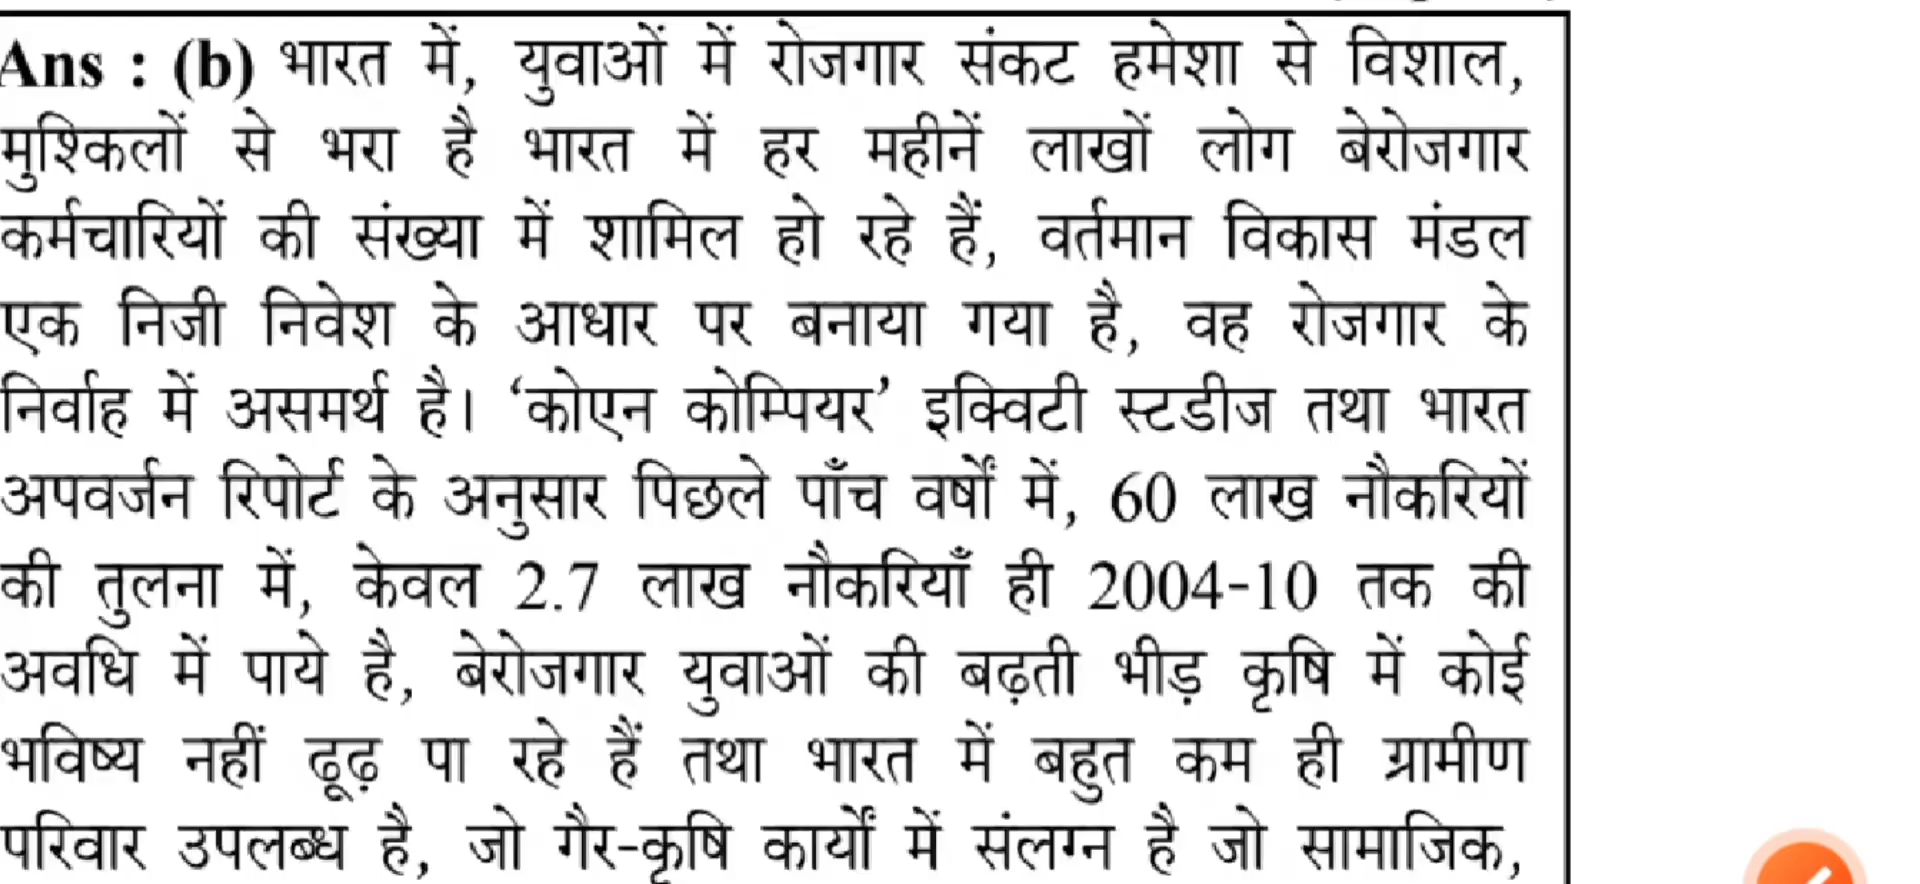 Ans : (b) भारत में, युवाओं में रोजगार संकट हमेशा से विशाल,
मुश्किलों से भरा है भारत में हर महीनें लाखों लोग बेरोजगार
कर्मचारियों की संख्या में शामिल हो रहे हैं, वर्तमान विकास मंडल
एक निजी निवेश के आधार पर बनाया गया है, वह रोजगार के
निर्वाह में असमर्थ है। ‘कोएन कोम्पियर’ इक्विटी स्टडीज तथा भारत
अपवर्जन रिपोर्ट के अनुसार पिछले पाँच वर्षों में, 60 लाख नौकरियों
की तुलना में, केवल 2.7 लाख नौकरियाँ ही 2004-10 तक की
अवधि में पाये है, बेरोजगार युवाओं की बढ़ती भीड़ कृषि में कोई
भविष्य नहीं ढूढ़ पा रहे हैं तथा भारत में बहुत कम ही ग्रामीण
परिवार उपलब्ध है, जो गैर-कृषि कार्यों में संलग्न है जो सामाजिक,